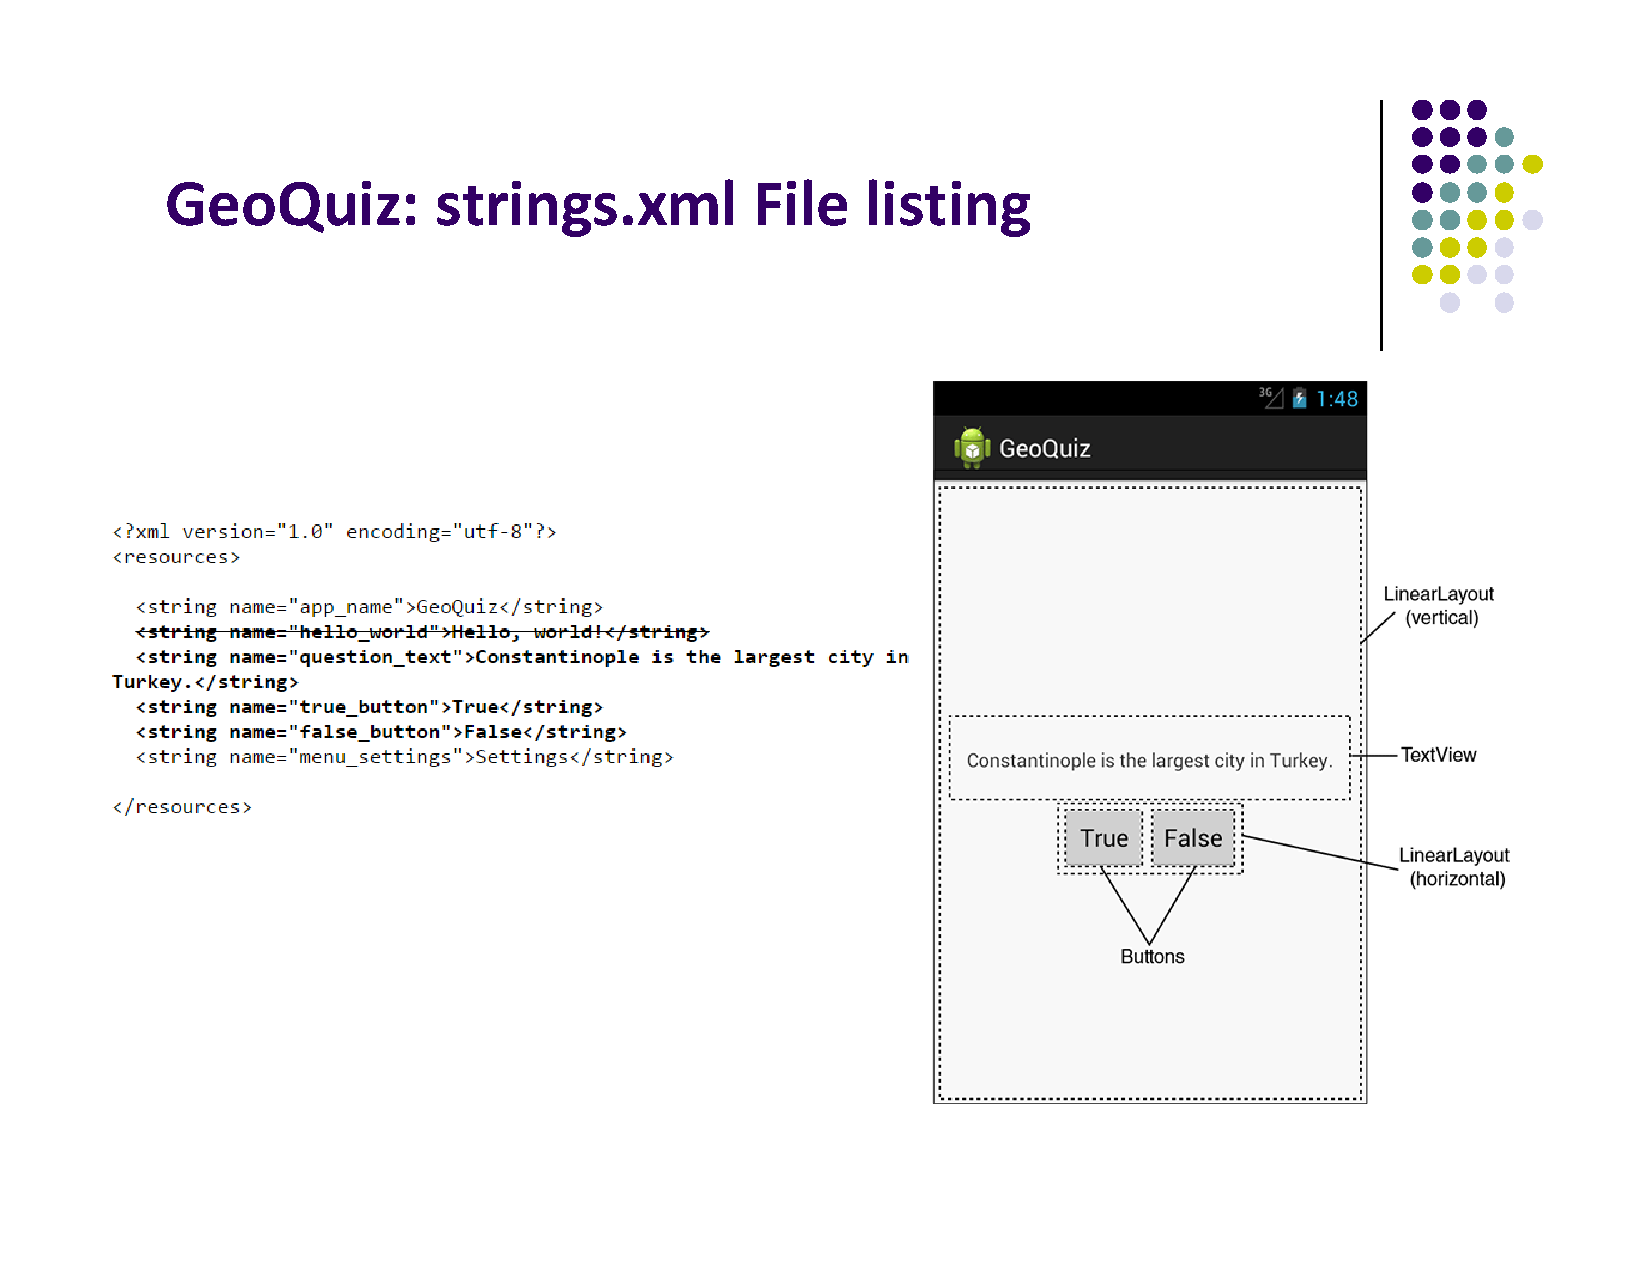 GeoQuiz: strings.xml File listing
<?xml version="1.0" encoding="utf-8"?>
<resources>
<string name="app_name">GeoQuiz</string>
<string name="hello_world">Hello, world!</string>
<string name="question_text">Constantinople is the largest city in
Turkey.</string>
<string name="true_button">True</string>
<string name="false_button">False</string>
<string name="menu_settings">Settings</string>
</resources>
3G 1:48
GeoQuiz
LinearLayout
(vertical)
Constantinople is the largest city in Turkey.
TextView
True False
LinearLayout
(horizontal)
Buttons